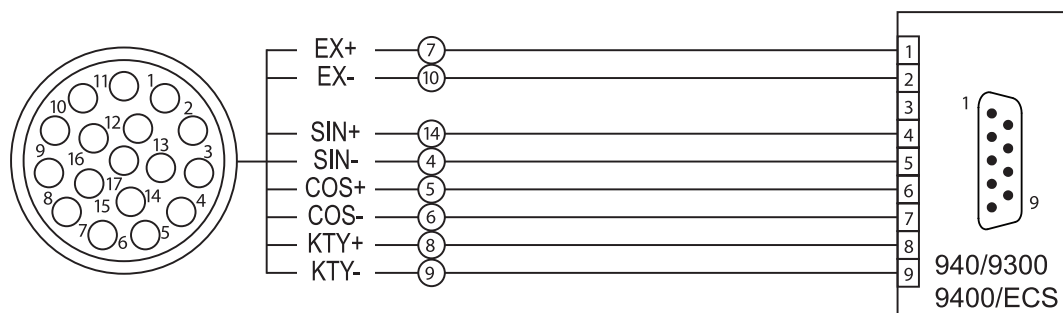 11 1
10 2
12
9 16 13 3
17
8 15 14 4
7 6 5
EX+ 7 1
EX- 10 2
3
SIN+ 14 4
SIN- 4 5
COS+ 5 6
COS- 6 7
KTY+ 8 8
KTY- 9 9
1
9
940/9300
9400/ECS